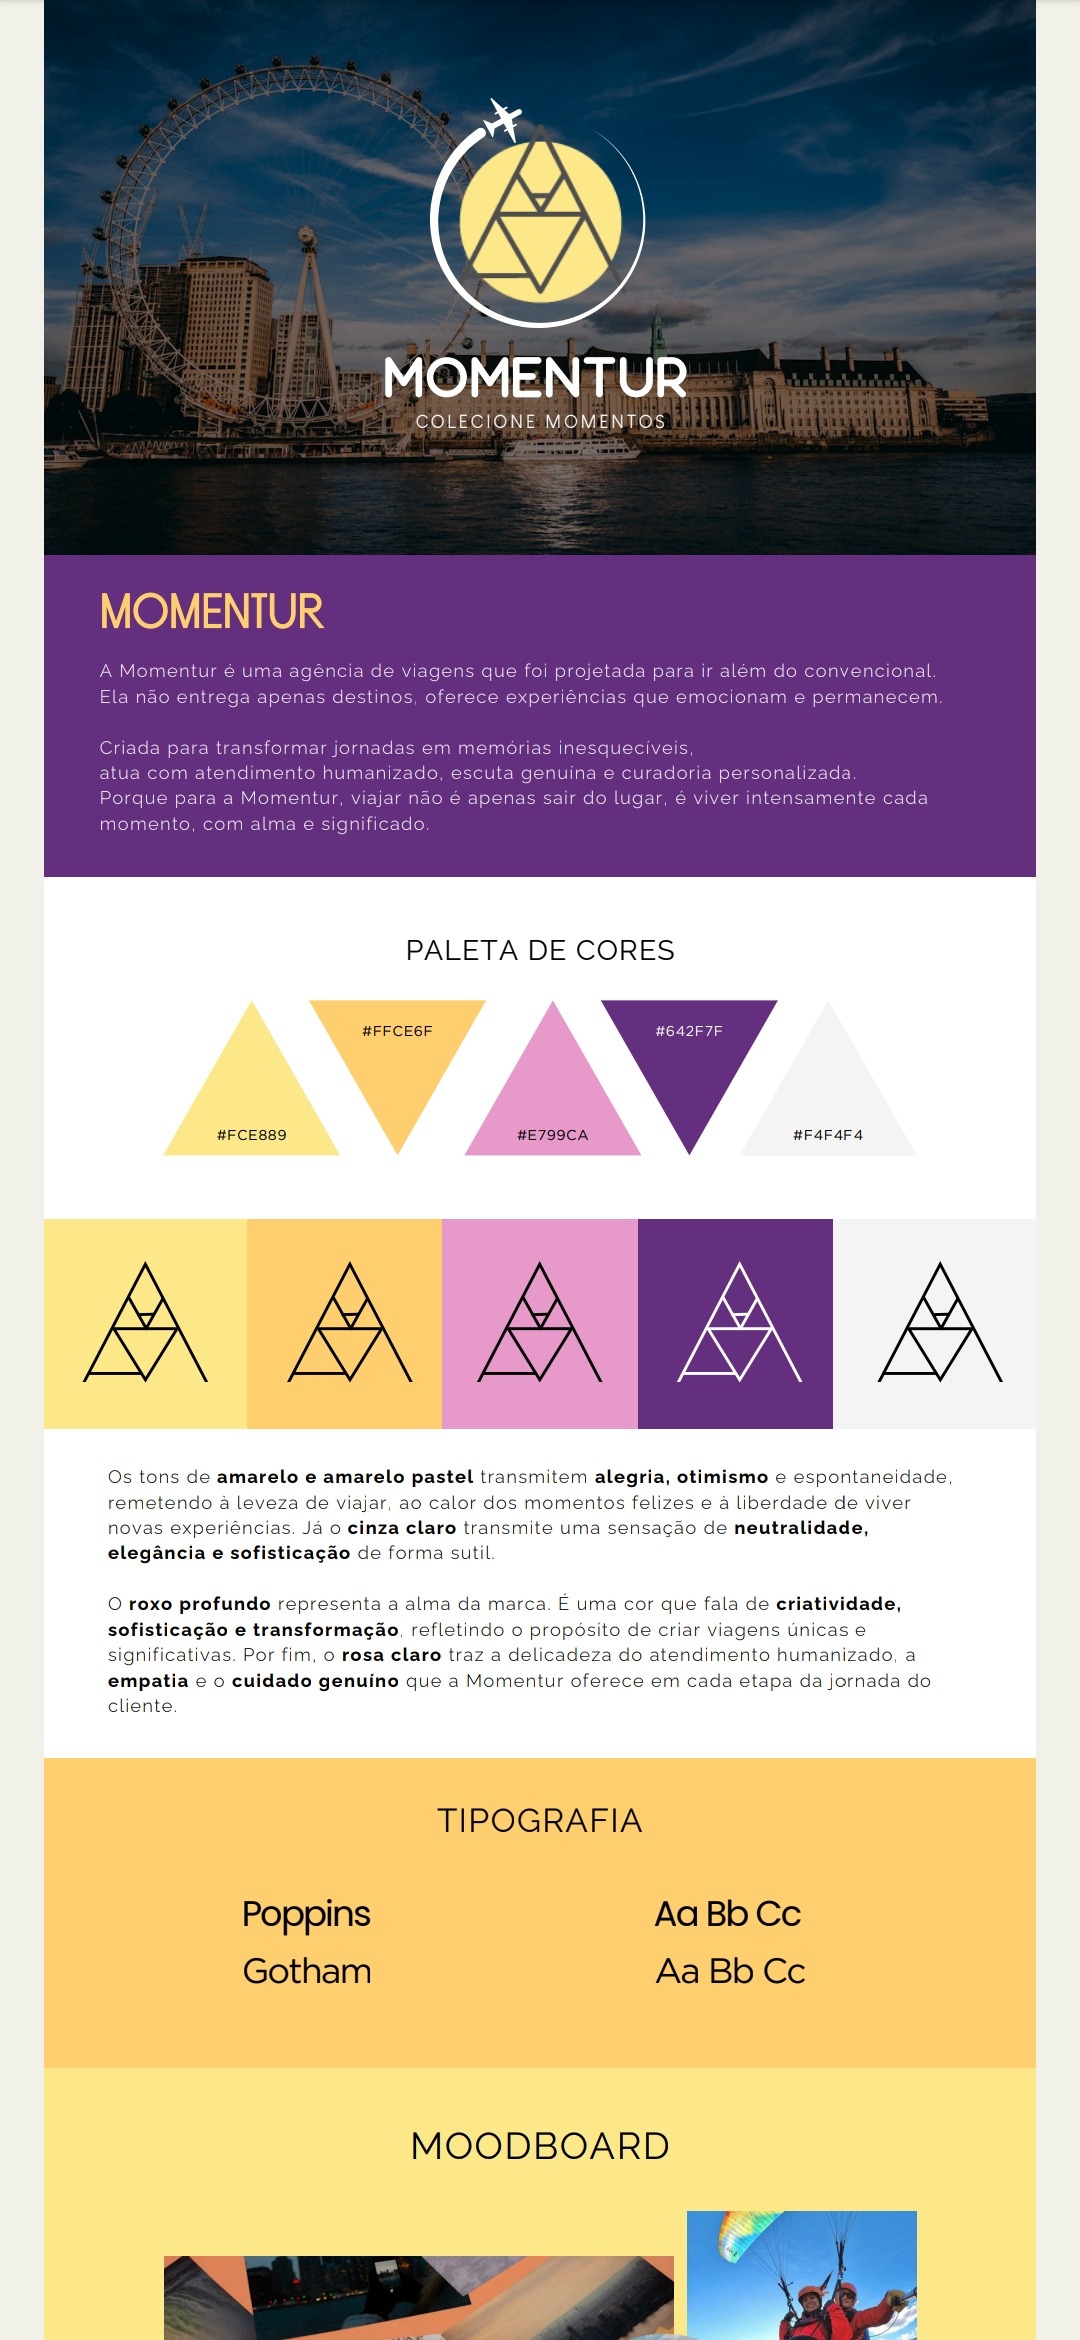 MOMENTUR
COLECIONE MOMENTOS
MOMENTUR
A Momentur é uma agência de viagens que foi projetada para ir além do convencional.
Ela não entrega apenas destinos, oferece experiências que emocionam e permanecem.
Criada para transformar jornadas em memórias inesquecíveis,
atua com atendimento humanizado, escuta genuína e curadoria personalizada.
Porque para a Momentur, viajar não é apenas sair do lugar, é viver intensamente cada
momento, com alma e significado.
PALETA DE CORES
#FCE889
#FFCE6F
#E799CA
#642F7F
#F4F4F4
Os tons de amarelo e amarelo pastel transmitem alegria, otimismo e espontaneidade,
remetendo à leveza de viajar, ao calor dos momentos felizes e à liberdade de viver
novas experiências. Já o cinza claro transmite uma sensação de neutralidade,
elegância e sofisticação de forma sutil.
O roxo profundo representa a alma da marca. É uma cor que fala de criatividade,
sofisticação e transformação, refletindo o propósito de criar viagens únicas e
significativas. Por fim, o rosa claro traz a delicadeza do atendimento humanizado, a
empatia e o cuidado genuíno que a Momentur oferece em cada etapa da jornada do
cliente.
TIPOGRAFIA
Poppins Aa Bb Cc
Gotham Aa Bb Cc
MOODBOARD